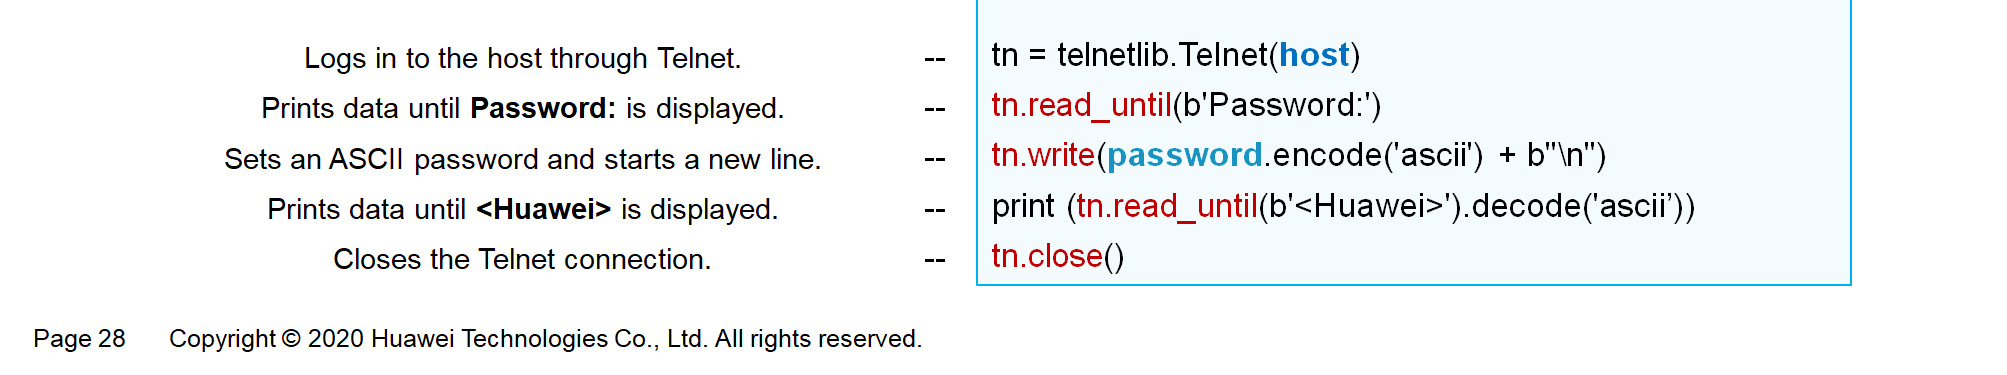 Logs in to the host through Telnet. -- tn = telnetlib.Telnet(host)
Prints data until Password: is displayed. -- tn.read_until(b'Password:')
Sets an ASCII password and starts a new line. -- tn.write(password.encode('ascii') + b"\n")
Prints data until <Huawei> is displayed. -- print (tn.read_until(b'<Huawei>').decode('ascii’))
Closes the Telnet connection. -- tn.close()
Page 28 Copyright © 2020 Huawei Technologies Co., Ltd. All rights reserved.